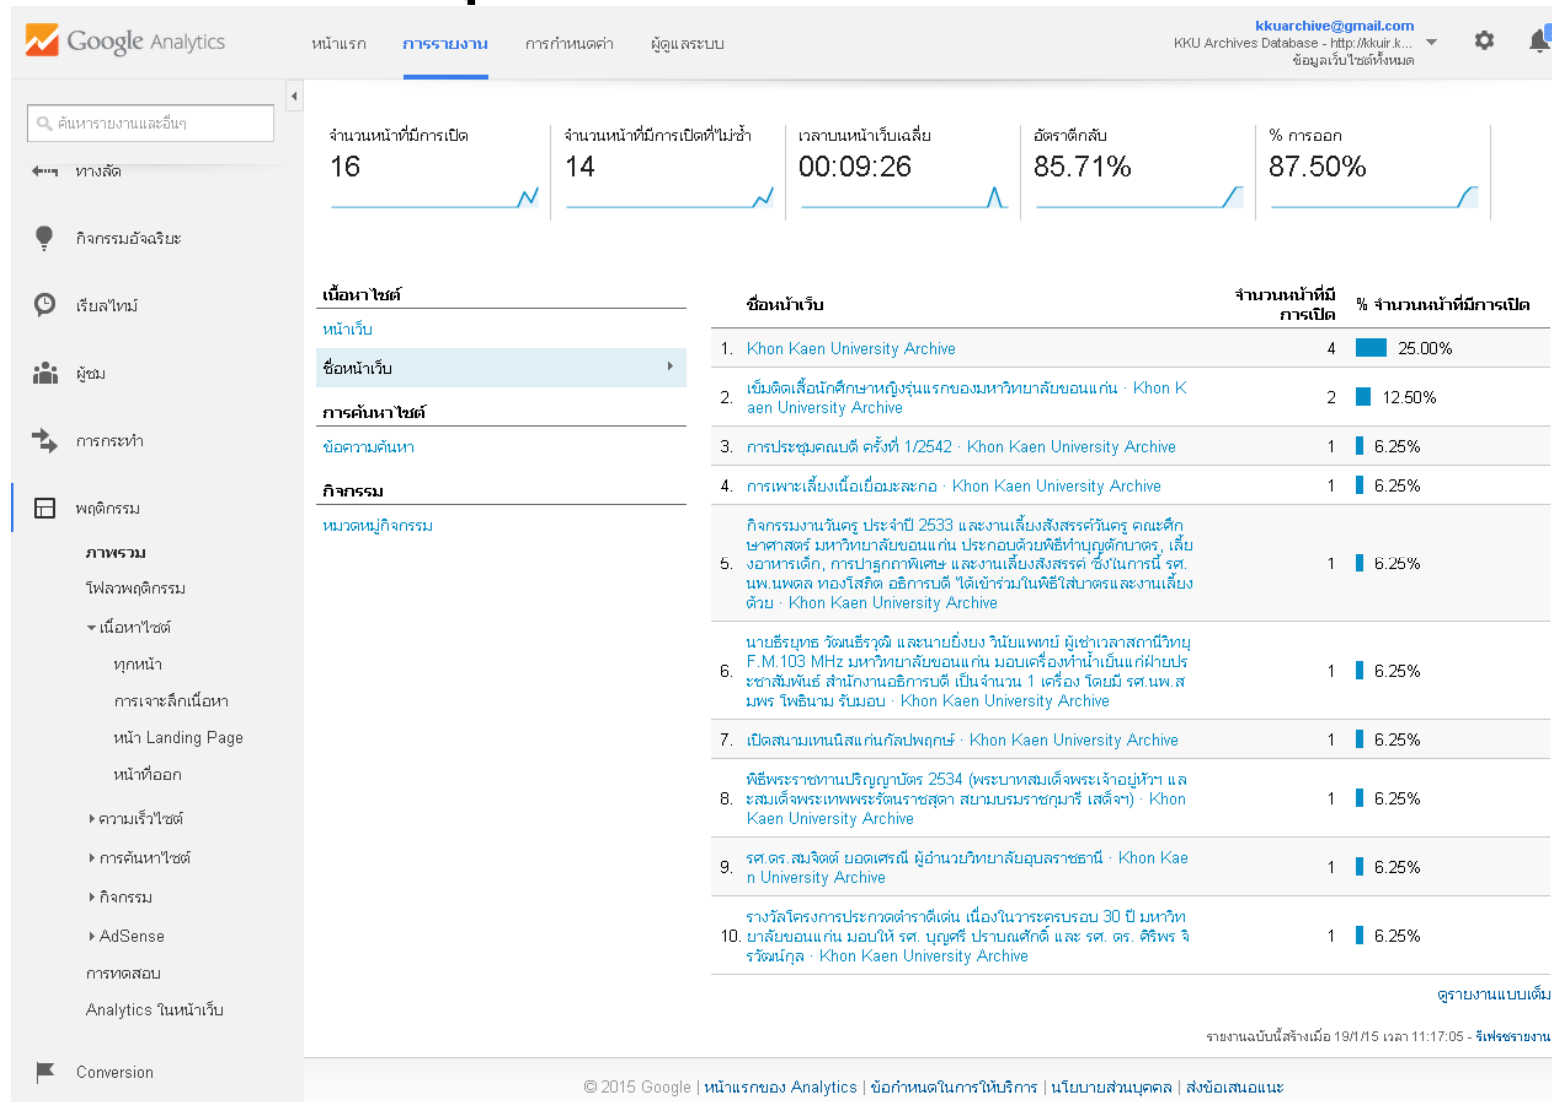 Google Analytics
หน้าแรก
การรายงาน
การกำหนดค่า
ผู้ดูแลระบบ
kkuarchive@gmail.com
KKU Archives Database - http://kkuir.k...
ข้อมูลเว็บไซต์ทั้งหมด
ค้นหารายงานและอื่นๆ
ทางลัด
กิจกรรมอัจฉริยะ
เรียลไทม์
ผู้ชม
การกระทำ
พฤติกรรม
ภาพรวม
โฟลวพฤติกรรม
เนื้อหาไซต์
ทุกหน้า
การเจาะลึกเนื้อหา
หน้า Landing Page
หน้าที่ออก
ความเร็วไซต์
การค้นหาไซต์
กิจกรรม
AdSense
การทดสอบ
Analytics ในหน้าเว็บ
Conversion
จำนวนหน้าที่มีการเปิด
16
จำนวนหน้าที่มีการเปิดที่ไม่ซ้ำ
14
เวลาบนหน้าเว็บเฉลี่ย
00:09:26
อัตราตีกลับ
85.71%
% การออก
87.50%
เนื้อหาไซต์
หน้าเว็บ
ชื่อหน้าเว็บ
การค้นหาไซต์
ข้อความค้นหา
กิจกรรม
หมวดหมู่กิจกรรม
ชื่อหน้าเว็บ
จำนวนหน้าที่มี
การเปิด
% จำนวนหน้าที่มีการเปิด
1. Khon Kaen University Archive 4 25.00%
เข็มติดเสื้อนักศึกษาหญิงรุ่นแรกของมหาวิทยาลัยขอนแก่น · Khon K
2. aen University Archive 2 12.50%
3. การประชุมคณบดี ครั้งที่ 1/2542 · Khon Kaen University Archive 1 6.25%
4. การเพาะเลี้ยงเนื้อเยื่อมะละกอ · Khon Kaen University Archive 1 6.25%
กิจกรรมงานวันครู ประจำปี 2533 และงานเลี้ยงสังสรรค์วันครู คณะศึก
ษาศาสตร์ มหาวิทยาลัยขอนแก่น ประกอบด้วยพิธีทำบุญตักบาตร, เลี้ย
5. งอาหารเด็ก, การปาฐกถาพิเศษ และงานเลี้ยงสังสรรค์ ซึ่งในการนี้ รศ. 1 6.25%
นพ.นพดล ทองโสภิต อธิการบดี ได้เข้าร่วมในพิธีใส่บาตรและงานเลี้ยง
ด้วย · Khon Kaen University Archive
นายธีรยุทธ วัฒนธีรวุฒิ และนายยิ่งยง วินัยแพทย์ ผู้เช่าเวลาสถานีวิทยุ
6. F.M.103 MHz มหาวิทยาลัยขอนแก่น มอบเครื่องทำน้ำเย็นแก่ฝ่ายปร 1 6.25%
ะชาสัมพันธ์ สำนักงานอธิการบดี เป็นจำนวน 1 เครื่อง โดยมี รศ.นพ.ส
มพร โพธินาม รับมอบ · Khon Kaen University Archive
7. เปิดสนามเทนนิสแก่นกัลปพฤกษ์ · Khon Kaen University Archive 1 6.25%
พิธีพระราชทานปริญญาบัตร 2534 (พระบาทสมเด็จพระเจ้าอยู่หัวฯ แล
8. ะสมเด็จพระเทพพระรัตนราชสุดา สยามบรมราชกุมารี เสด็จฯ) · Khon 1 6.25%
Kaen University Archive
รศ.ดร.สมจิตต์ ยอดเศรณี ผู้อำนวยวิทยาลัยอุบลราชธานี · Khon Kae
9. n University Archive 1 6.25%
รางวัลโครงการประกวดตำราดีเด่น เนื่องในวาระครบรอบ 30 ปี มหาวิท
10. ยาลัยขอนแก่น มอบให้ รศ. บุญศรี ปราบณศักดิ์ และ รศ. ดร. ศิริพร จิ 1 6.25%
รวัฒน์กุล · Khon Kaen University Archive
ดูรายงานแบบเต็ม
รายงานฉบับนี้สร้างเมื่อ 19/1/15 เวลา 11:17:05 - รีเฟรชรายงาน
© 2015 Google | หน้าแรกของ Analytics | ข้อกำหนดในการให้บริการ | นโยบายส่วนบุคคล | ส่งข้อเสนอแนะ